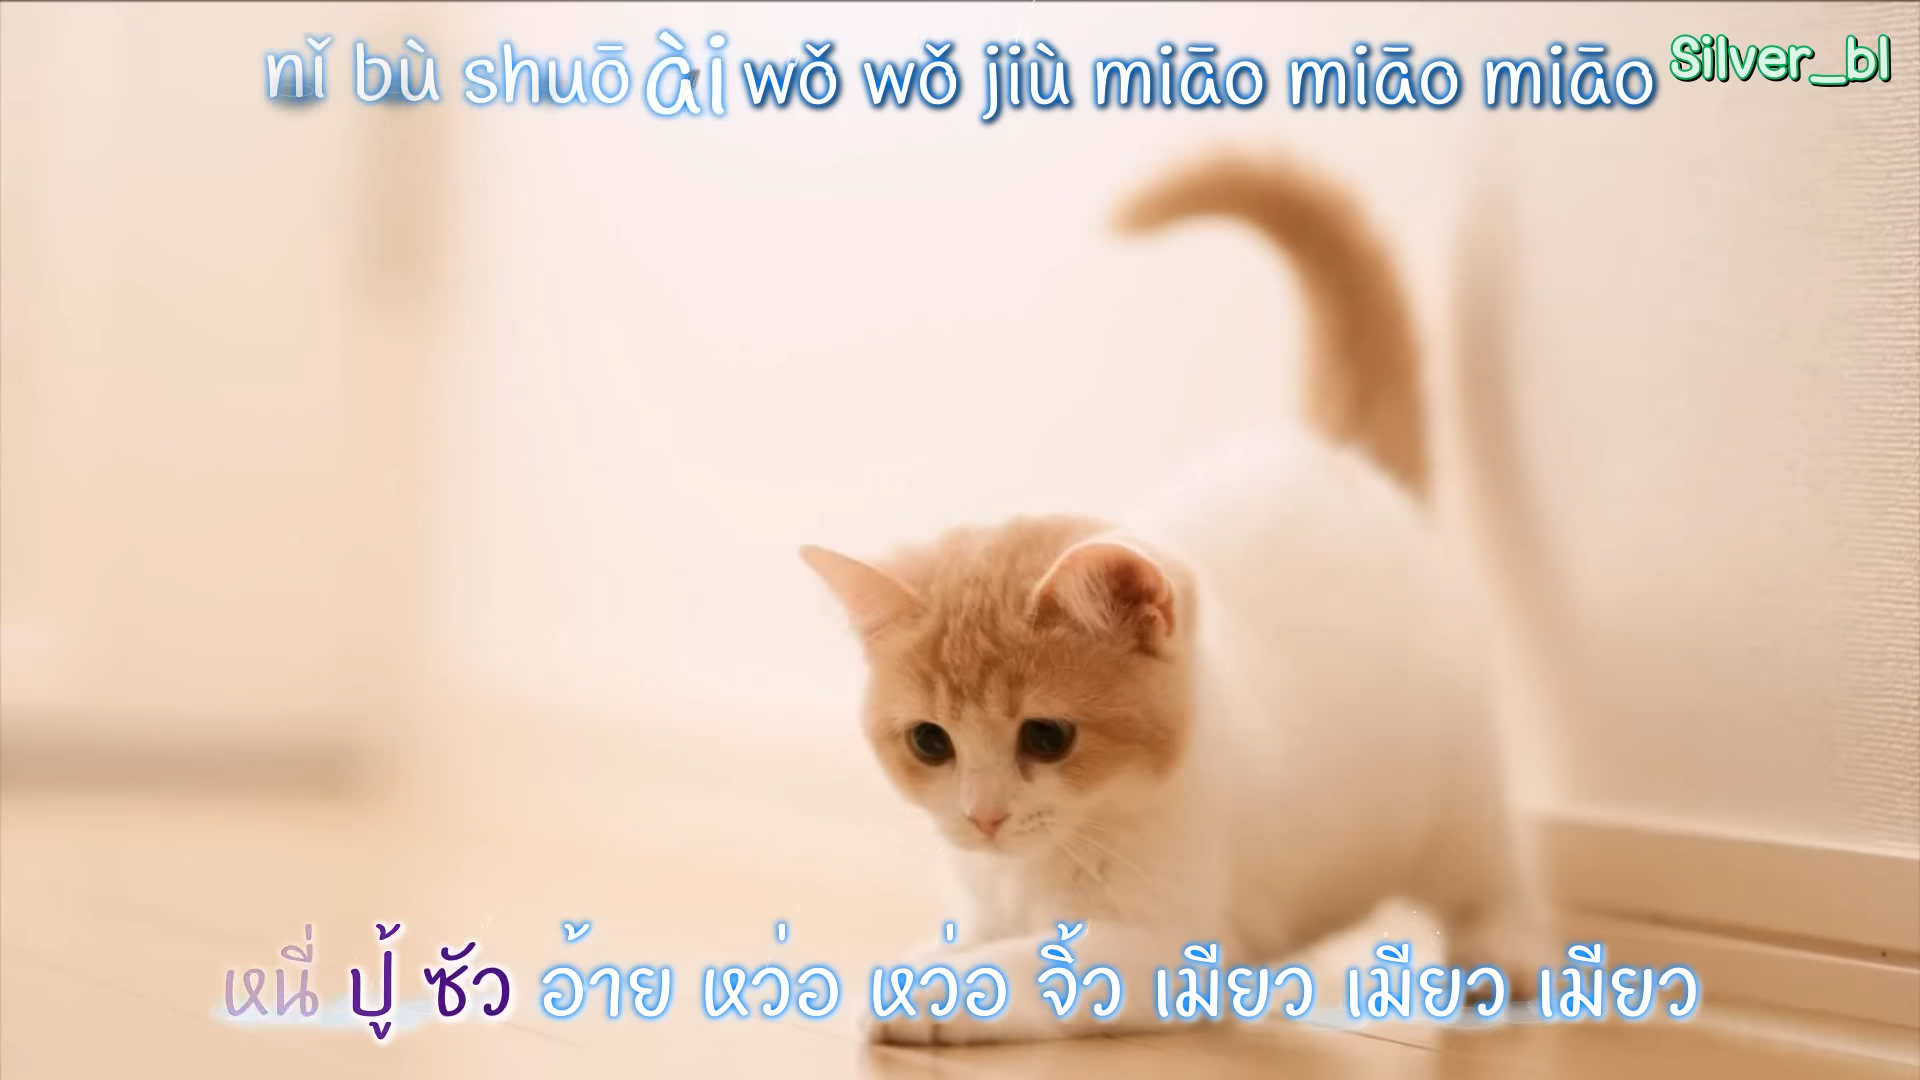 nǐ bù shuō ài wǒ wǒ jiù miāo miāo miāo
Silver_bl
หนี่ ปู้ ซัว อ้าย หว่อ หว่อ จิ้ว เมียว เมียว เมียว